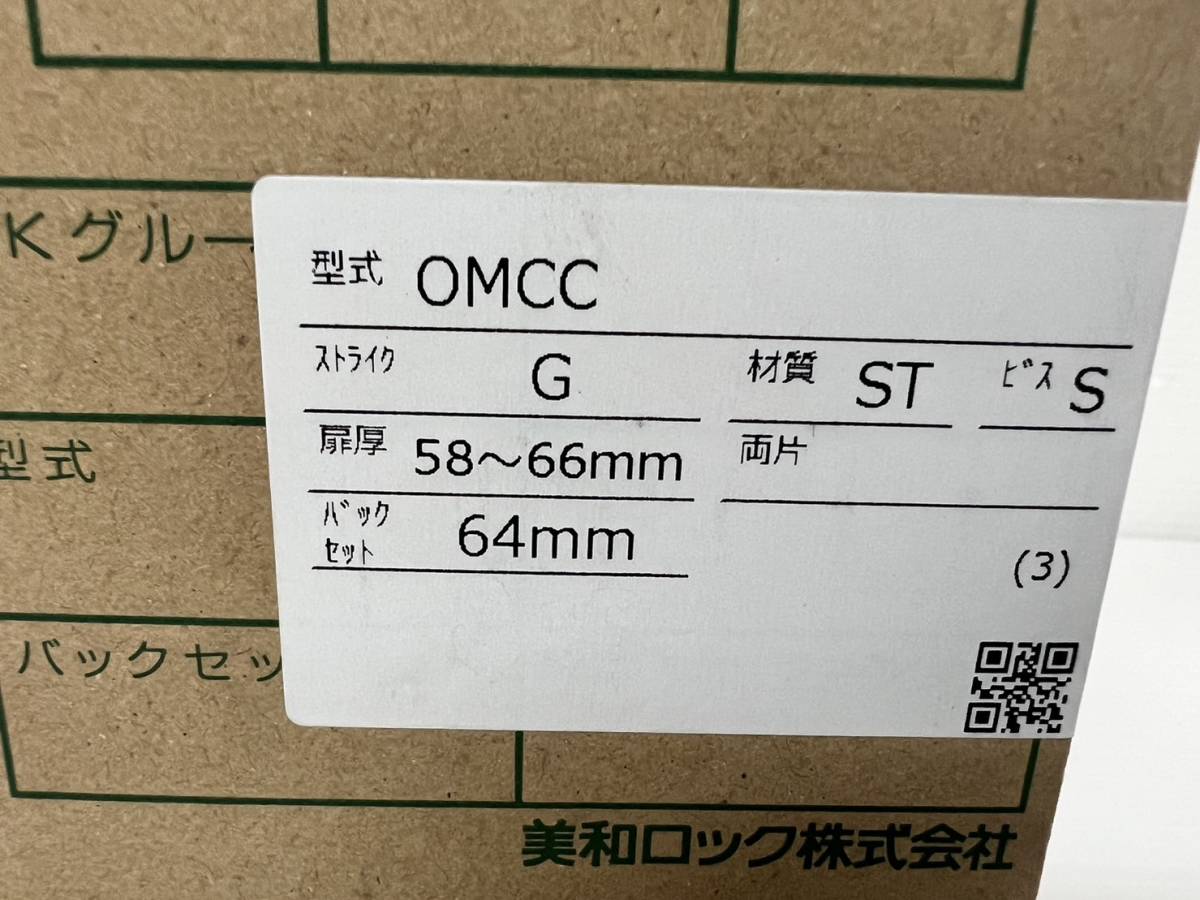 Kグルー
型式 OMCC
ｽﾄﾗｲｸ G 材質 ST ﾋﾞｽ S
型式
扉厚 58～66mm 両片
ﾊﾞｯｸ
ｾｯﾄ 64mm
(3)
バックセッ
美和ロック株式会社